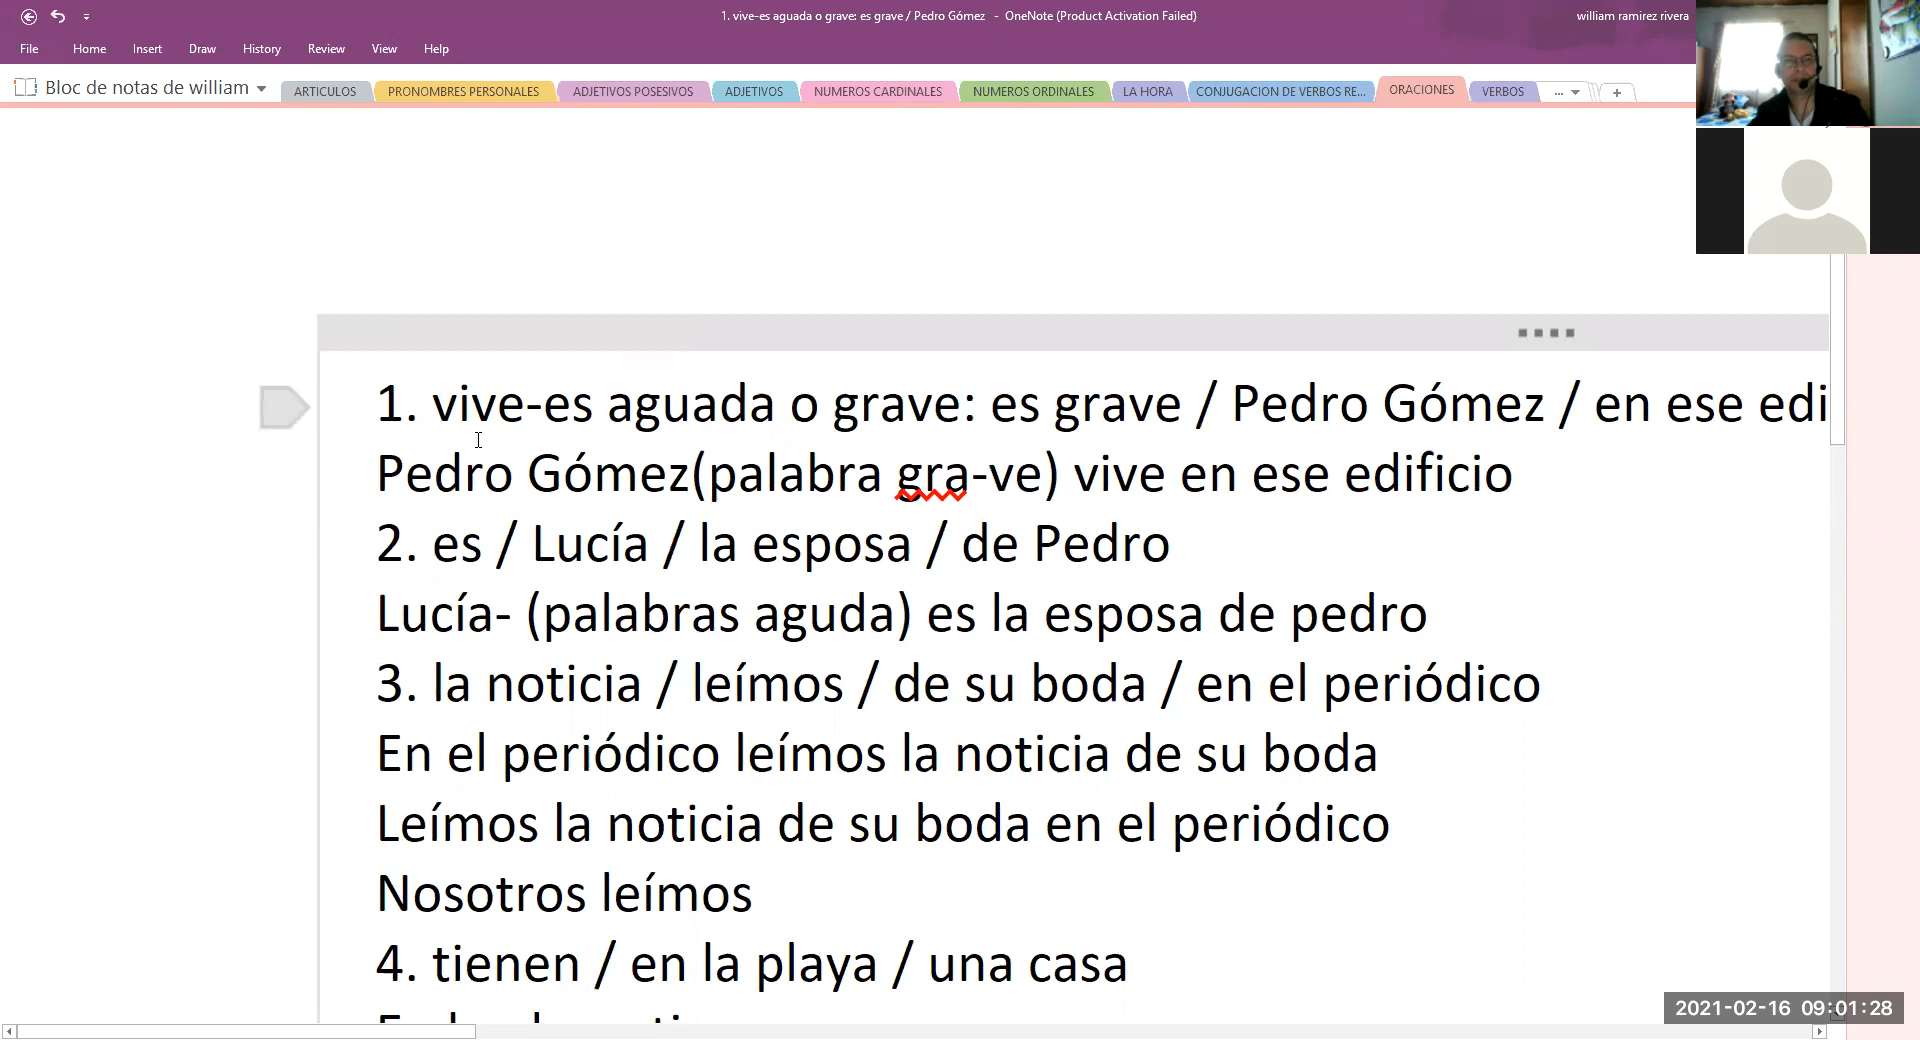 1. vive-es aguada o grave: es grave / Pedro Gómez - OneNote (Product Activation Failed)
william ramirez rivera
File Home Insert Draw History Review View Help
Bloc de notas de william
ARTICULOS PRONOMBRES PERSONALES ADJETIVOS POSESIVOS ADJETIVOS NUMEROS CARDINALES NUMEROS ORDINALES LA HORA CONJUGACION DE VERBOS RE... ORACIONES VERBOS ... +
1. vive-es aguada o grave: es grave / Pedro Gómez / en ese edi
Pedro Gómez(palabra gra-ve) vive en ese edificio
2. es / Lucía / la esposa / de Pedro
Lucía- (palabras aguda) es la esposa de pedro
3. la noticia / leímos / de su boda / en el periódico
En el periódico leímos la noticia de su boda
Leímos la noticia de su boda en el periódico
Nosotros leímos
4. tienen / en la playa / una casa
2021-02-16 09:01:28